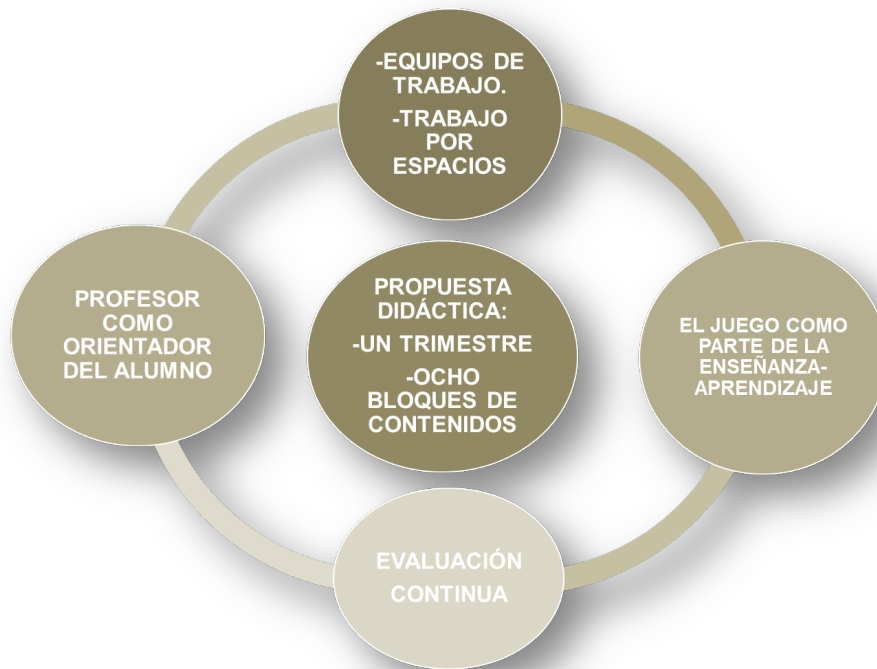 -EQUIPOS DE
TRABAJO.
-TRABAJO
POR
ESPACIOS
PROFESOR
COMO
ORIENTADOR
DEL ALUMNO
PROPUESTA
DIDÁCTICA:
-UN TRIMESTRE
-OCHO
BLOQUES DE
CONTENIDOS
EL JUEGO COMO
PARTE DE LA
ENSEÑANZA-
APRENDIZAJE
EVALUACIÓN
CONTINUA